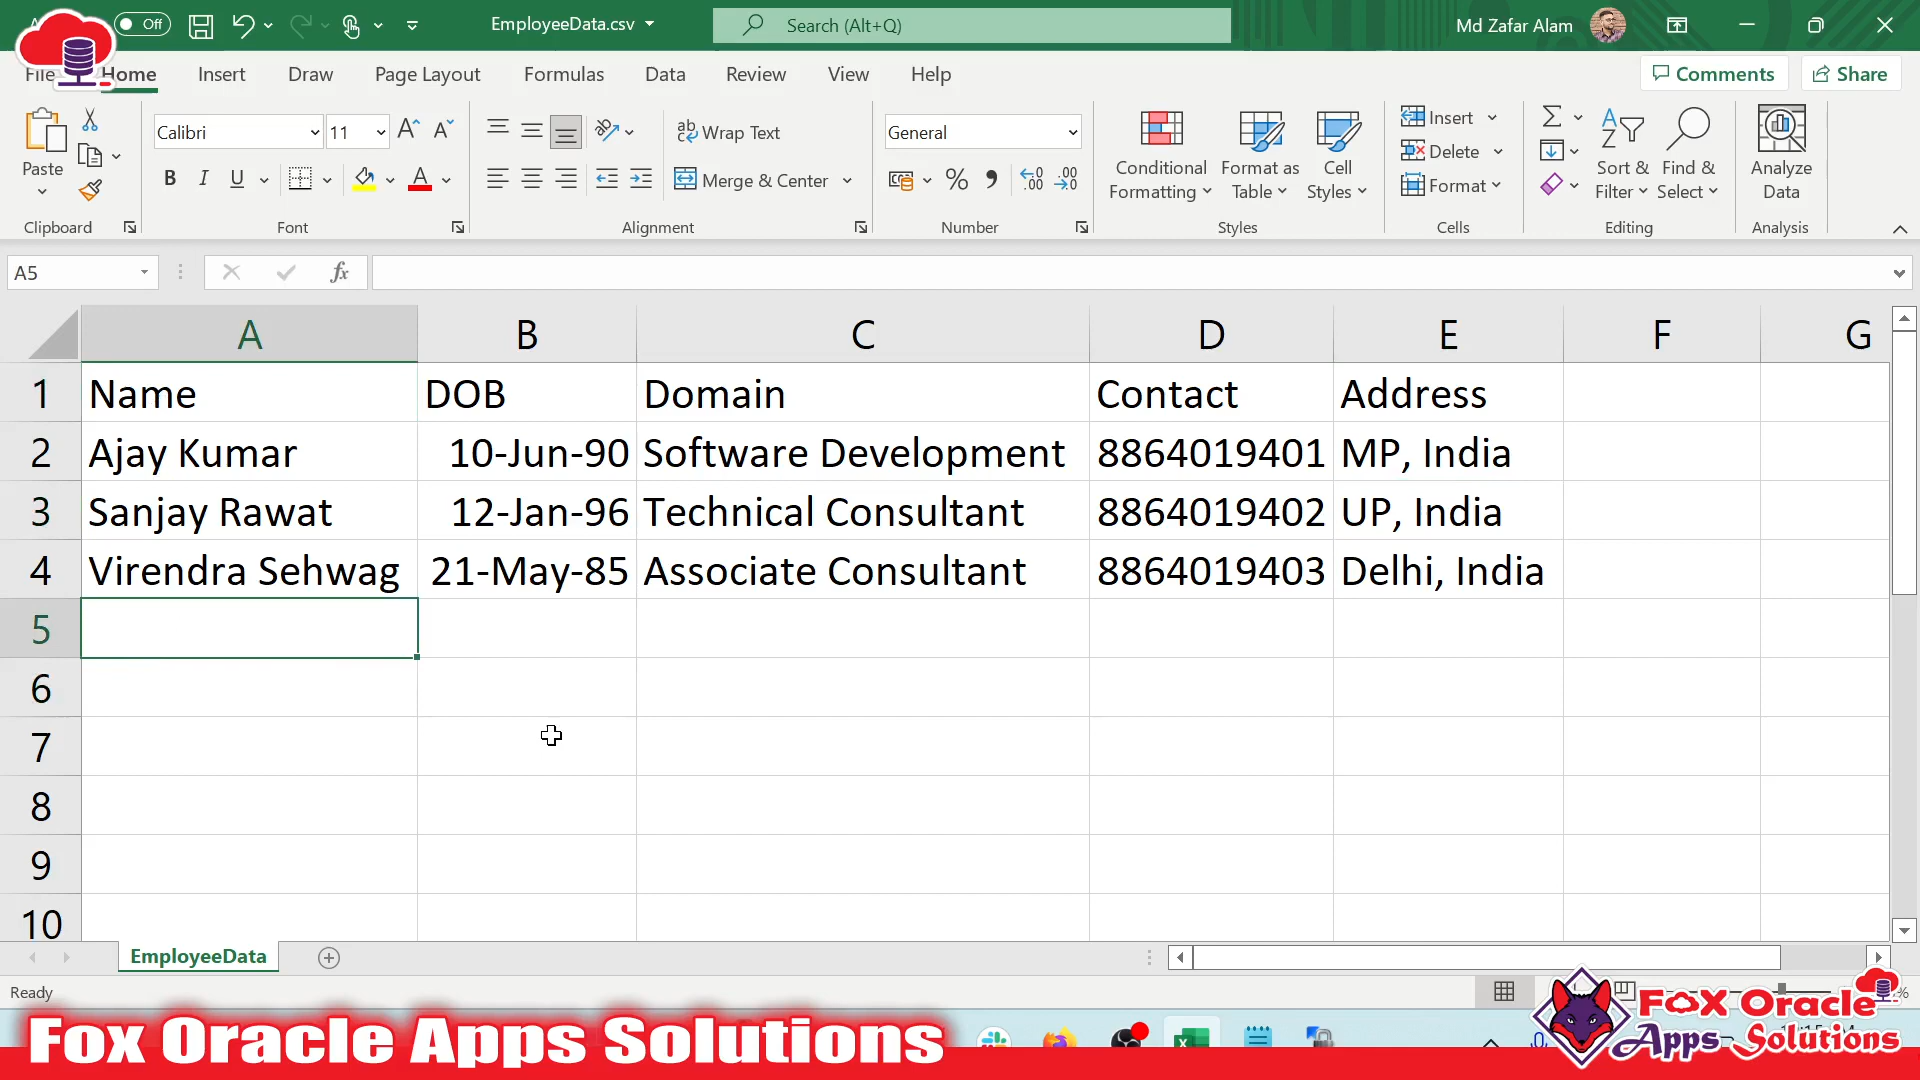 Off
EmployeeData.csv
Search (Alt+Q)
Md Zafar Alam
File Home Insert Draw Page Layout Formulas Data Review View Help
Comments
Share
Paste
Calibri 11
Wrap Text
Merge & Center
General
Conditional Formatting
Format as Table
Cell Styles
Insert
Delete
Format
Sort & Filter
Find & Select
Analyze Data
Clipboard Font Alignment Number Styles Cells Editing Analysis
A5
fx
A B C D E F G
1 Name DOB Domain Contact Address
2 Ajay Kumar 10-Jun-90 Software Development 8864019401 MP, India
3 Sanjay Rawat 12-Jan-96 Technical Consultant 8864019402 UP, India
4 Virendra Sehwag 21-May-85 Associate Consultant 8864019403 Delhi, India
5
6
7
8
9
10
EmployeeData
Ready
Fox Oracle Apps Solutions
Fox Oracle
Apps Solutions